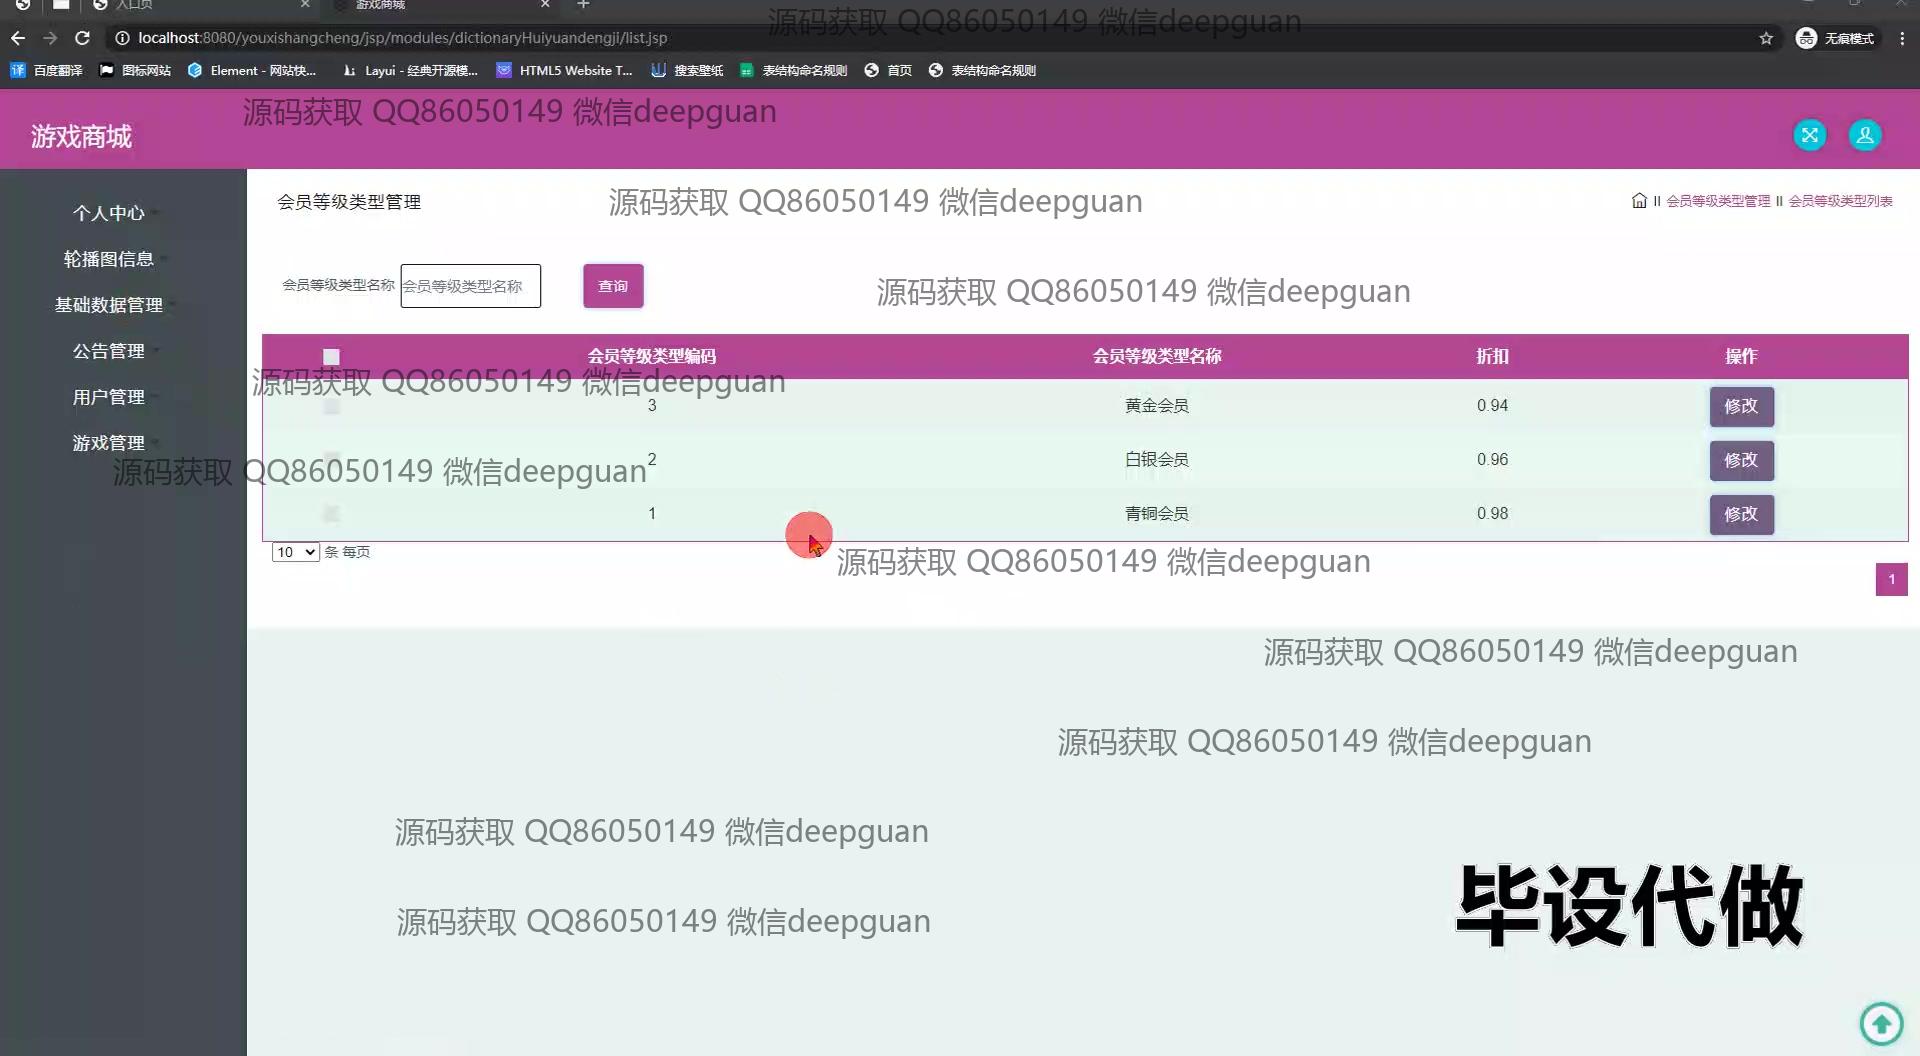 入口页
游戏商城
源码获取 QQ86050149 微信deepguan
localhost:8080/youxishangcheng/jsp/modules/dictionaryHuiyuandengji/list.jsp
无痕模式
百度翻译
图标网站
Element - 网站快...
Layui - 经典开源模...
HTML5 Website T...
搜索壁纸
表结构命名规则
首页
表结构命名规则
源码获取 QQ86050149 微信deepguan
游戏商城
个人中心
轮播图信息
基础数据管理
公告管理
用户管理
游戏管理
会员等级类型管理
源码获取 QQ86050149 微信deepguan
II 会员等级类型管理 II 会员等级类型列表
会员等级类型名称
会员等级类型名称
查询
源码获取 QQ86050149 微信deepguan
会员等级类型编码 会员等级类型名称 折扣 操作
源码获取 QQ86050149 微信deepguan
3 黄金会员 0.94 修改
2 白银会员 0.96 修改
源码获取 QQ86050149 微信deepguan
1 青铜会员 0.98 修改
10 条 每页
源码获取 QQ86050149 微信deepguan
1
源码获取 QQ86050149 微信deepguan
源码获取 QQ86050149 微信deepguan
源码获取 QQ86050149 微信deepguan
毕设代做
源码获取 QQ86050149 微信deepguan